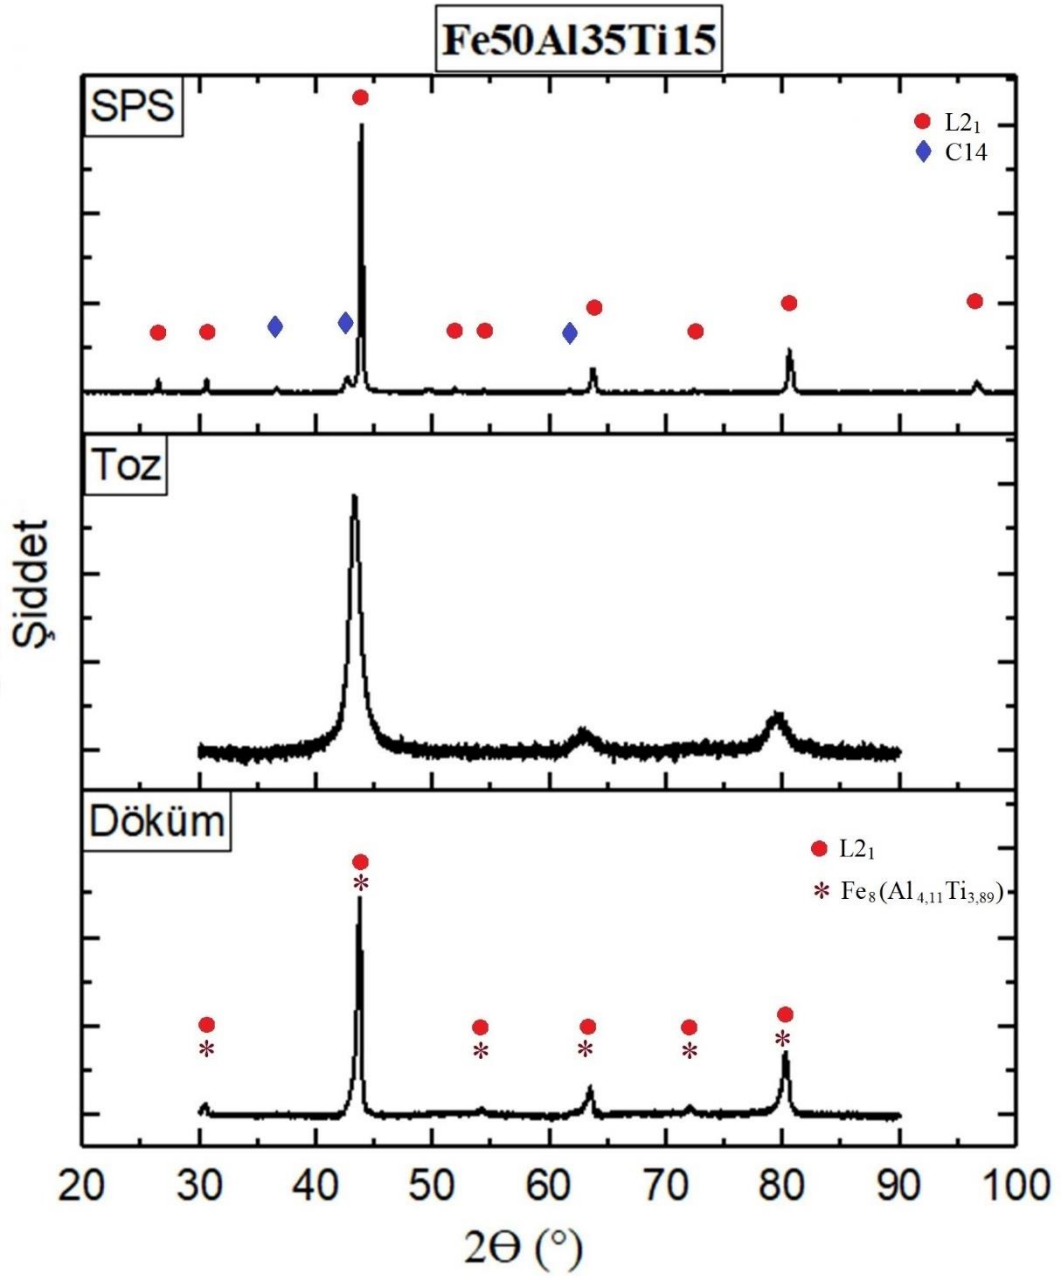 Fe50Al35Ti15
SPS
L2₁
C14
Toz
Şiddet
Döküm
L2₁
Fe₈(Al₄,₁₁Ti₃,₈₉)
20 30 40 50 60 70 80 90 100
2Θ (°)